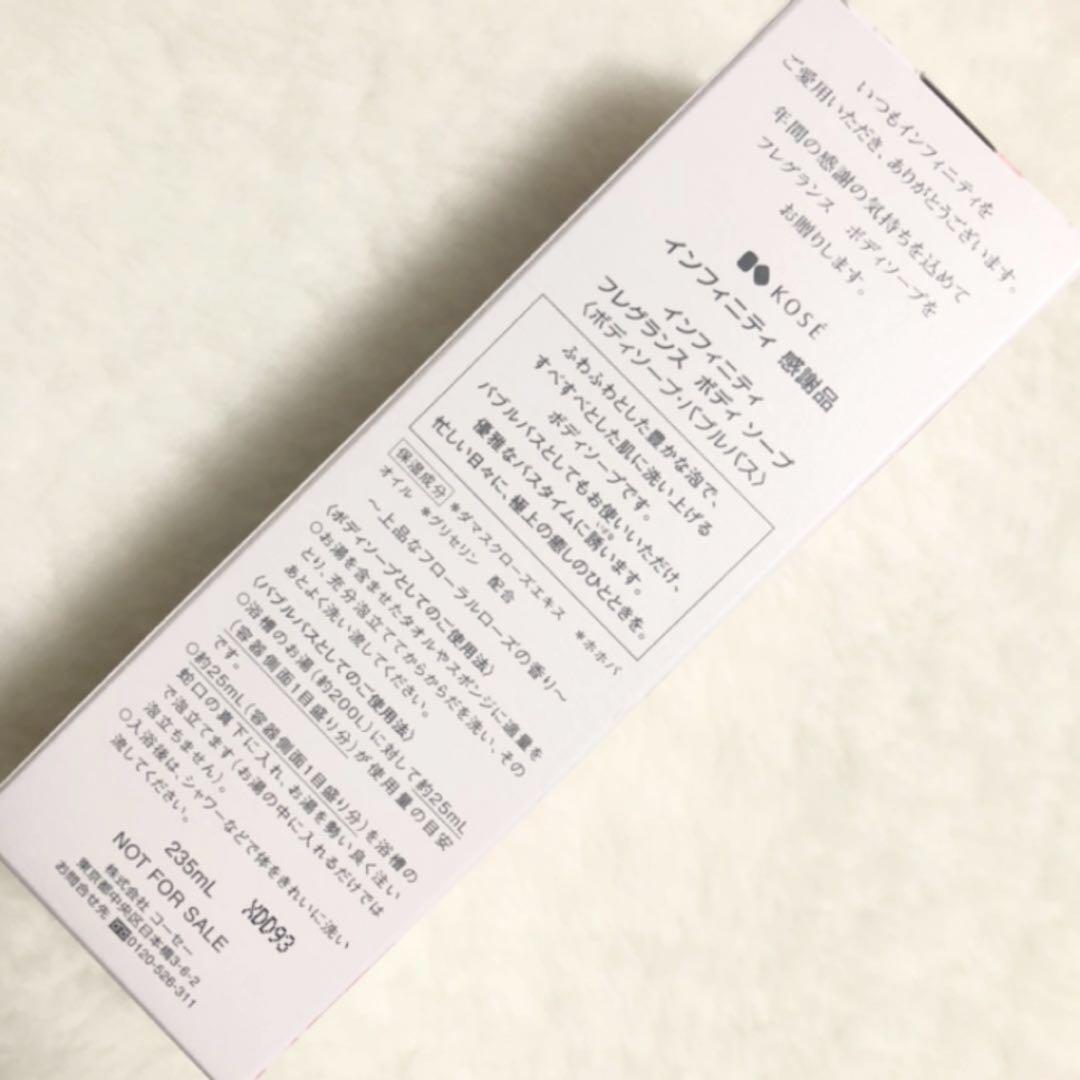 いつもインフィニティを
ご愛用いただき、ありがとうございます。
年間の感謝の気持ちを込めて
フレグランス ボディソープを
お贈りします。
KOSÉ
インフィニティ 感謝品
インフィニティ
フレグランス ボディ ソープ
〈ボディソープ・バブルバス〉
ふわふわとした豊かな泡で、
すべすべとした肌に洗い上げる
ボディソープです。
バブルバスとしてもお使いいただけ、
優雅なバスタイムに誘います。
いざな
忙しい日々に、極上の癒しのひとときを。
保湿成分 *ダマスクローズエキス *ホホバ
オイル *グリセリン 配合
～上品なフローラルローズの香り～
〈ボディソープとしてのご使用法〉
○お湯を含ませたタオルやスポンジに適量を
とり、充分泡立ててからからだを洗い、その
あとよく洗い流してください。
〈バブルバスとしてのご使用法〉
○浴槽のお湯(約200L)に対して約25mL
(容器側面1目盛り分)が使用量の目安
です。
○約25mL(容器側面1目盛り分)を浴槽の
蛇口の真下に入れ、お湯を勢い良く注い
で泡立てます(お湯の中に入れるだけでは
泡立ちません)。
○入浴後は、シャワーなどで体をきれいに洗い
流してください。
235mL
XDD93
NOT FOR SALE
株式会社 コーセー
東京都中央区日本橋3-6-2
お問合せ先 0120-526-311